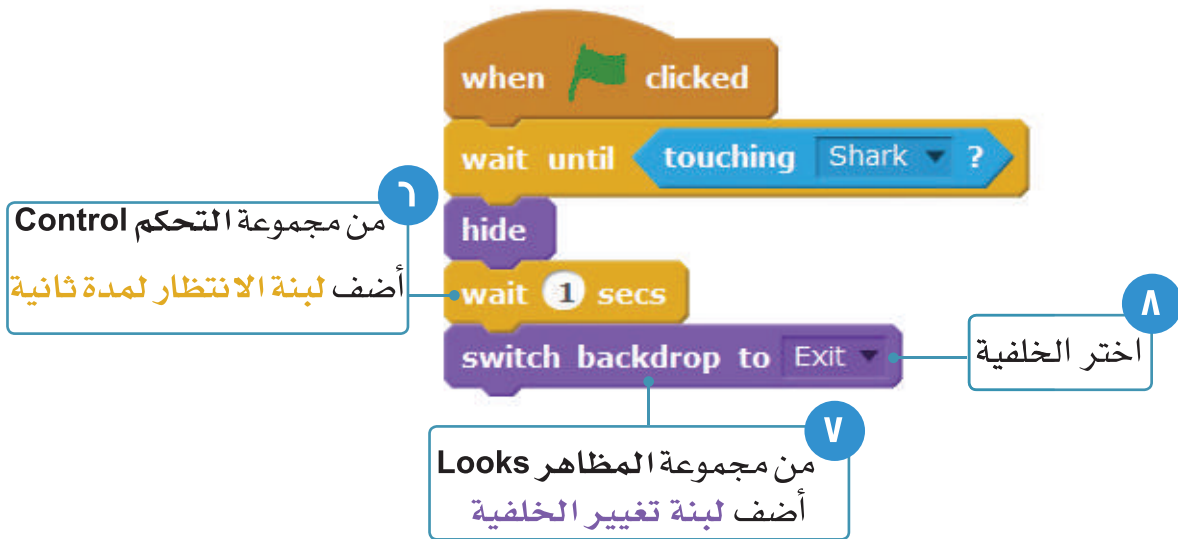 when clicked
wait until touching Shark ?
hide
wait 1 secs
switch backdrop to Exit
٦
من مجموعة التحكم Control
أضف لبنة الانتظار لمدة ثانية
٨
اختر الخلفية
٧
من مجموعة المظاهر Looks
أضف لبنة تغيير الخلفية